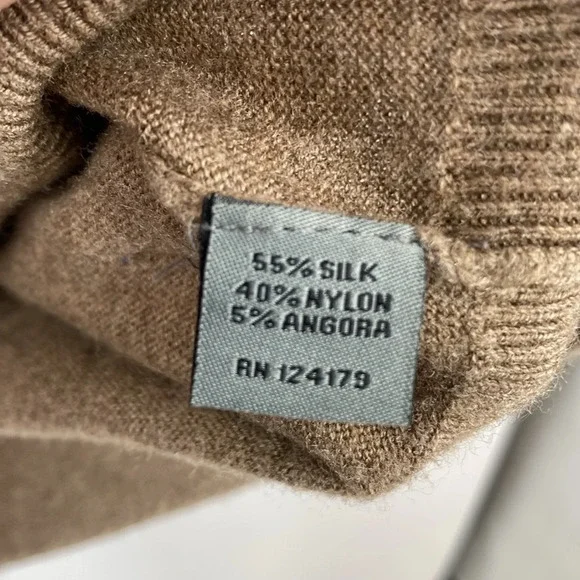 55% SILK
40% NYLON
5% ANGORA
RN 124179